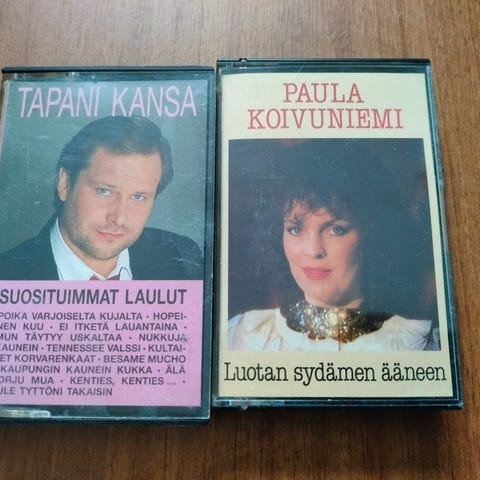 TAPANI KANSA
SUOSITUIMMAT LAULUT
POIKA VARJOISELTA KUJALTA · HOPEI-
NEN KUU · EI ITKETÄ LAUANTAINA ·
MUN TÄYTYY USKALTAA · NUKKUJA
KAUNEIN · TENNESSEE VALSSI · KULTAI-
ET KORVARENKAAT · BESAME MUCHO
KAUPUNGIN KAUNEIN KUKKA · ÄLÄ
ORJU MUA · KENTIES, KENTIES ... ·
ULE TYTTÖNI TAKAISIN
PAULA
KOIVUNIEMI
Luotan sydämen ääneen